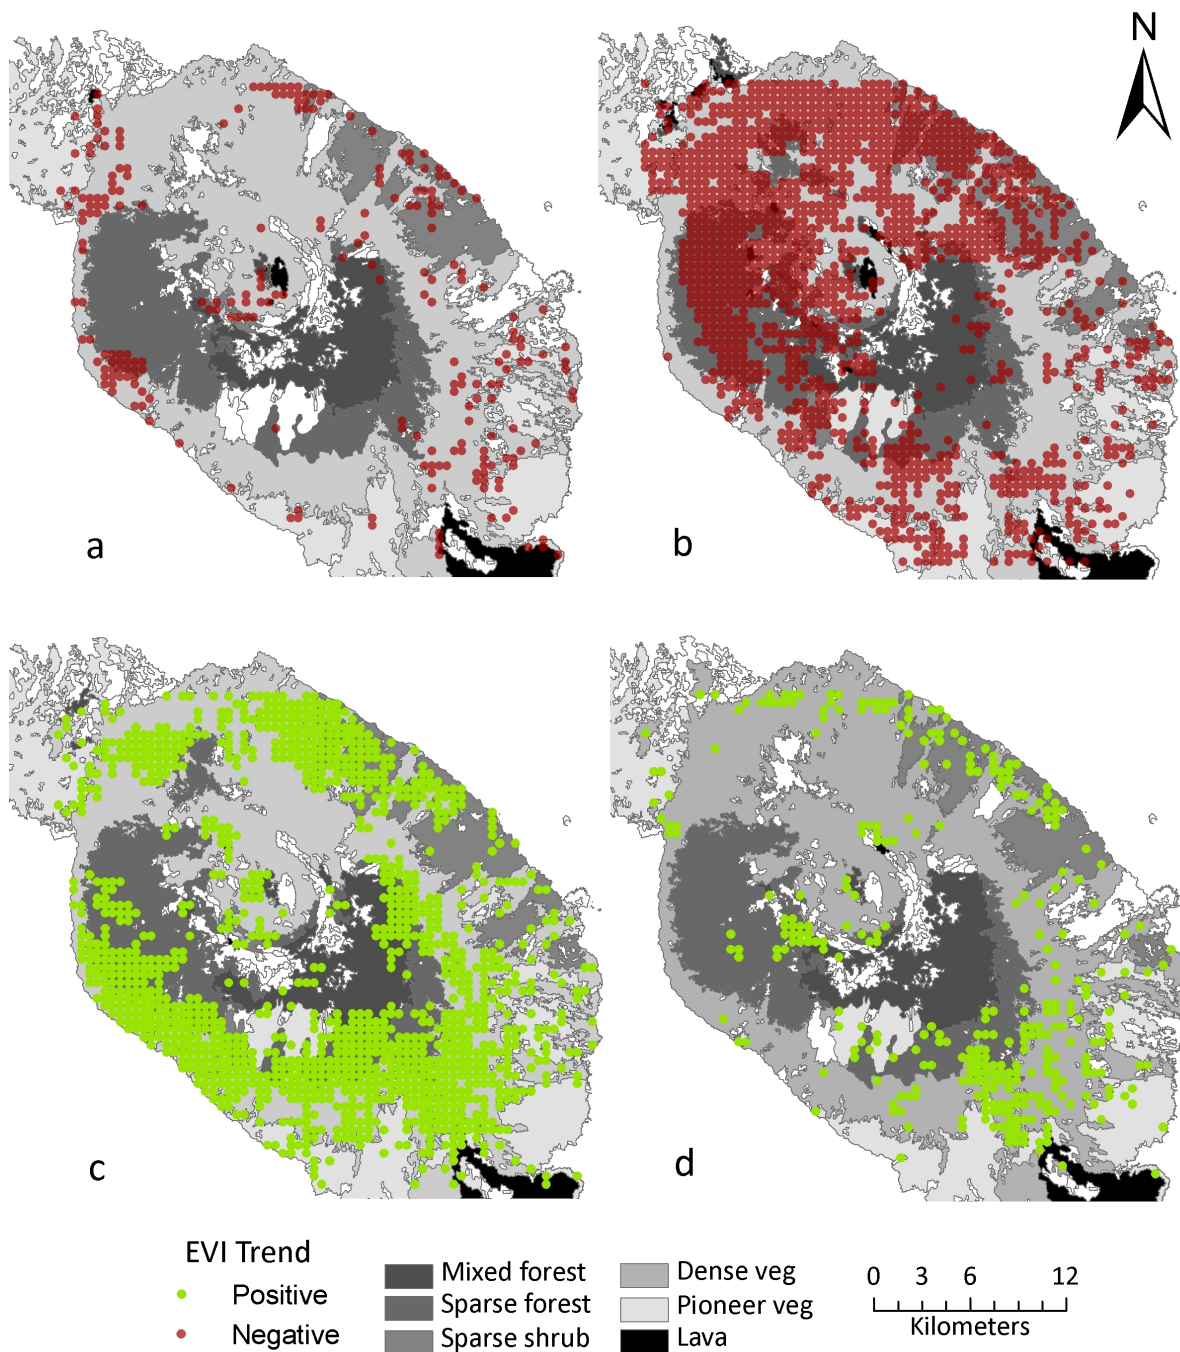 N
a
b
c
d
EVI Trend
Positive
Negative
Mixed forest
Sparse forest
Sparse shrub
Dense veg
Pioneer veg
Lava
0 3 6 12
Kilometers